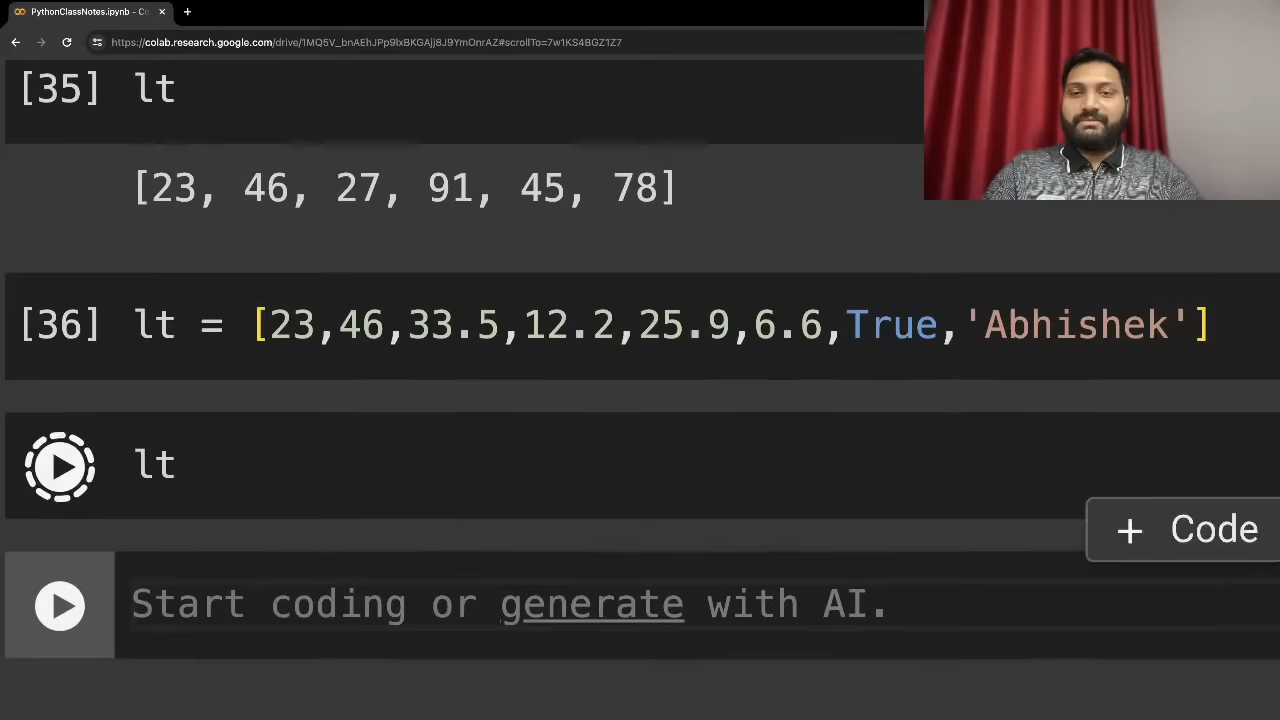 PythonClassNotes.ipynb - Co
https://colab.research.google.com/drive/1MQ5V_bnAEhJPp9lxBKGAjj8J9YmOnrAZ#scrollTo=7w1KS4BGZ1Z7
[35] lt
[23, 46, 27, 91, 45, 78]
[36] lt = [23,46,33.5,12.2,25.9,6.6,True,'Abhishek']
lt
+ Code
Start coding or generate with AI.